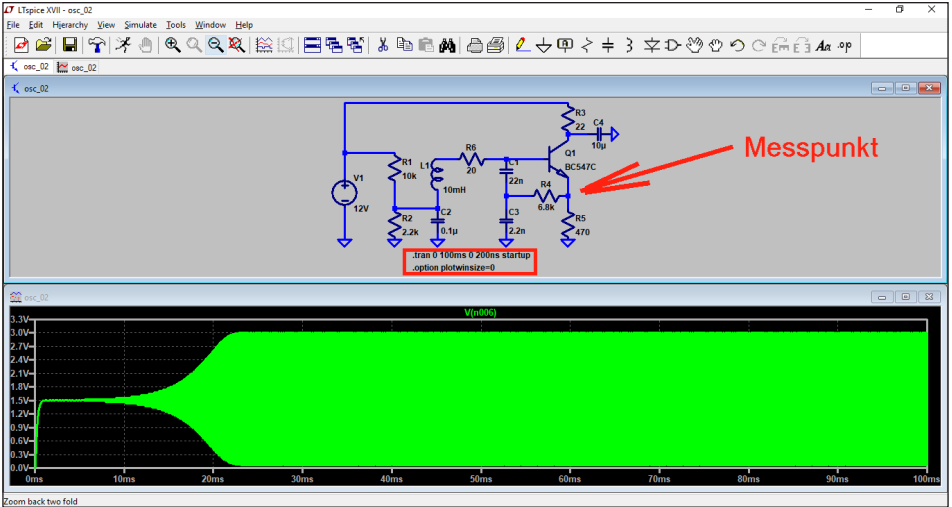 LTspice XVII - osc_02
File Edit Hierarchy View Simulate Tools Window Help
osc_02 osc_02
osc_02
R3
22
C4
10µ
Messpunkt
R1
10k
L1
10mH
R6
20
C1
22n
Q1
BC547C
V1
12V
R4
6.8k
R2
2.2k
C2
0.1µ
C3
2.2n
R5
470
.tran 0 100ms 0 200ns startup
.option plotwinsize=0
osc_02
V(n006)
3.3V
3.0V
2.7V
2.4V
2.1V
1.8V
1.5V
1.2V
0.9V
0.6V
0.3V
0.0V
0ms 10ms 20ms 30ms 40ms 50ms 60ms 70ms 80ms 90ms 100ms
Zoom back two fold